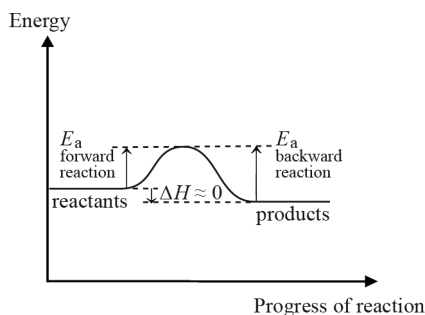 Energy
Eₐ
forward
reaction
Eₐ
backward
reaction
reactants
ΔH ≈ 0
products
Progress of reaction